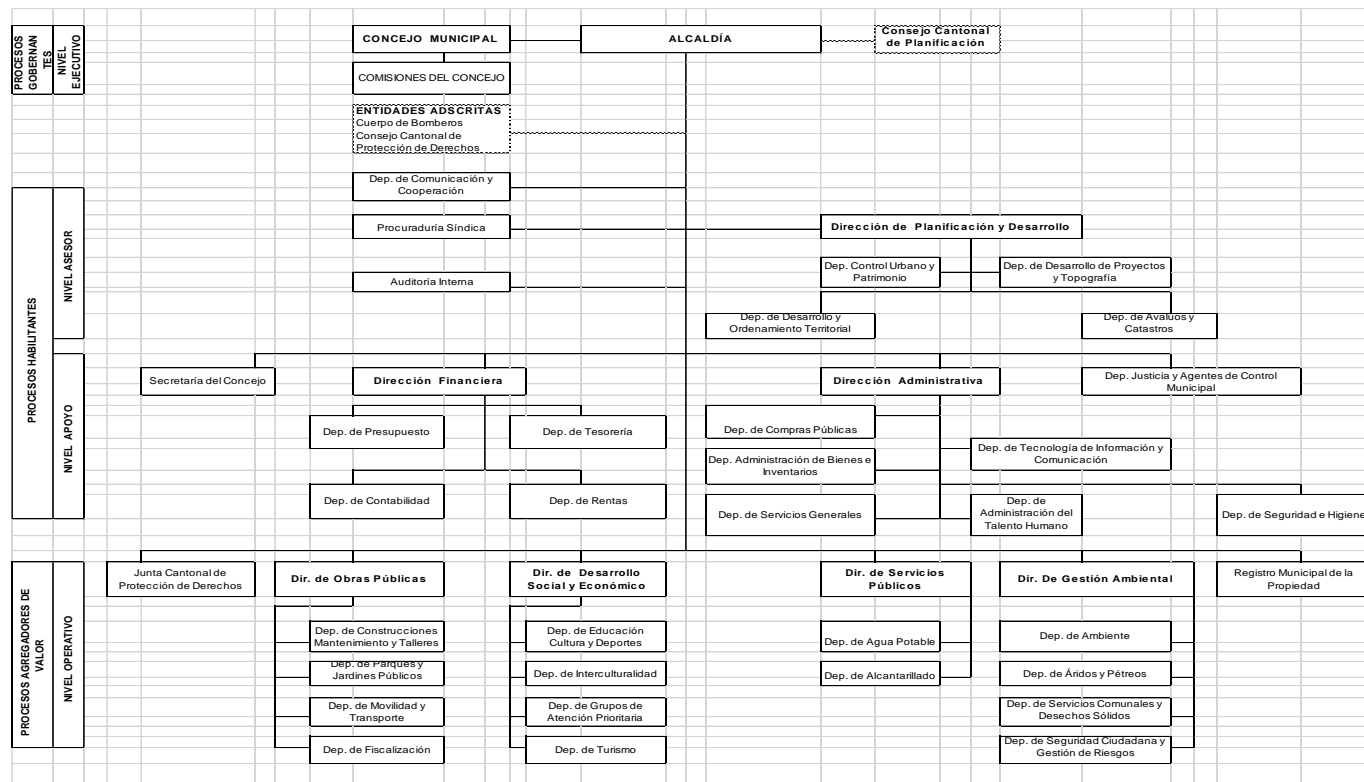 PROCESOS
GOBERNAN
TES
NIVEL
EJECUTIVO
CONCEJO MUNICIPAL
ALCALDÍA
Consejo Cantonal
de Planificación
COMISIONES DEL CONCEJO
ENTIDADES ADSCRITAS
Cuerpo de Bomberos
Consejo Cantonal de
Protección de Derechos
PROCESOS HABILITANTES
NIVEL ASESOR
Dep. de Comunicación y
Cooperación
Procuraduría Síndica
Dirección de Planificación y Desarrollo
Auditoría Interna
Dep. Control Urbano y
Patrimonio
Dep. de Desarrollo de Proyectos
y Topografía
Dep. de Desarrollo y
Ordenamiento Territorial
Dep. de Avalúos y
Catastros
NIVEL APOYO
Secretaría del Concejo
Dirección Financiera
Dirección Administrativa
Dep. Justicia y Agentes de Control
Municipal
Dep. de Presupuesto
Dep. de Tesorería
Dep. de Compras Públicas
Dep. Administración de Bienes e
Inventarios
Dep. de Tecnología de Información y
Comunicación
Dep. de Contabilidad
Dep. de Rentas
Dep. de Servicios Generales
Dep. de
Administración del
Talento Humano
Dep. de Seguridad e Higiene
PROCESOS AGREGADORES DE
VALOR
NIVEL OPERATIVO
Junta Cantonal de
Protección de Derechos
Dir. de Obras Públicas
Dir. de Desarrollo
Social y Económico
Dir. de Servicios
Públicos
Dir. De Gestión Ambiental
Registro Municipal de la
Propiedad
Dep. de Construcciones
Mantenimiento y Talleres
Dep. de Educación
Cultura y Deportes
Dep. de Agua Potable
Dep. de Ambiente
Dep. de Parques y
Jardines Públicos
Dep. de Interculturalidad
Dep. de Alcantarillado
Dep. de Áridos y Pétreos
Dep. de Movilidad y
Transporte
Dep. de Grupos de
Atención Prioritaria
Dep. de Servicios Comunales y
Desechos Sólidos
Dep. de Fiscalización
Dep. de Turismo
Dep. de Seguridad Ciudadana y
Gestión de Riesgos